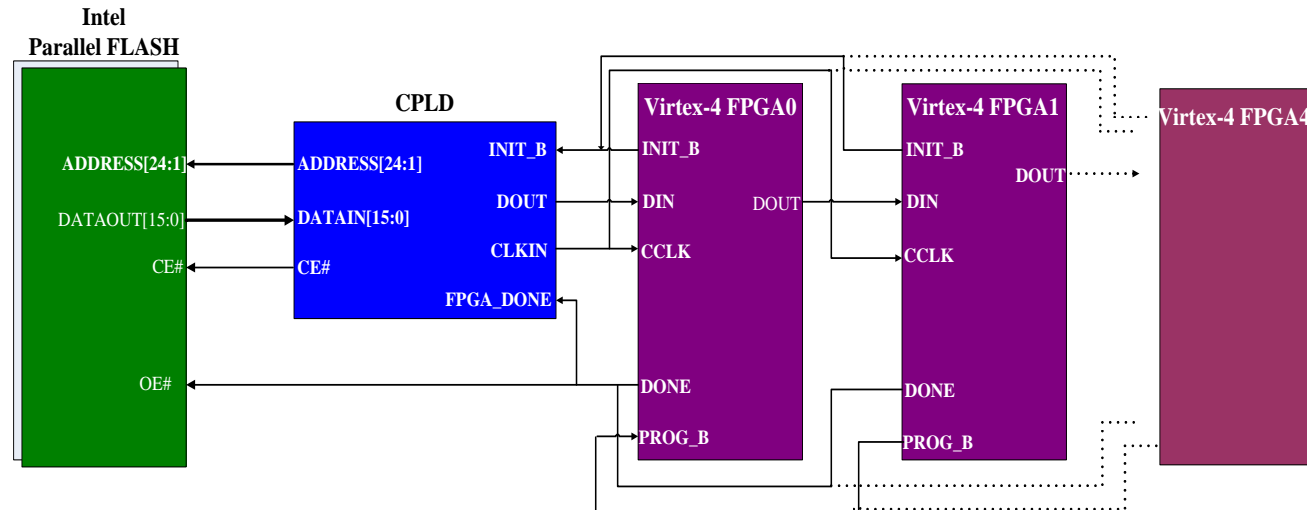 Intel
Parallel FLASH
ADDRESS[24:1]
DATAOUT[15:0]
CE#
OE#
CPLD
ADDRESS[24:1]
DATAIN[15:0]
CE#
INIT_B
DOUT
CLKIN
FPGA_DONE
Virtex-4 FPGA0
INIT_B
DIN
DOUT
CCLK
DONE
PROG_B
Virtex-4 FPGA1
INIT_B
DOUT
DIN
CCLK
DONE
PROG_B
Virtex-4 FPGA4